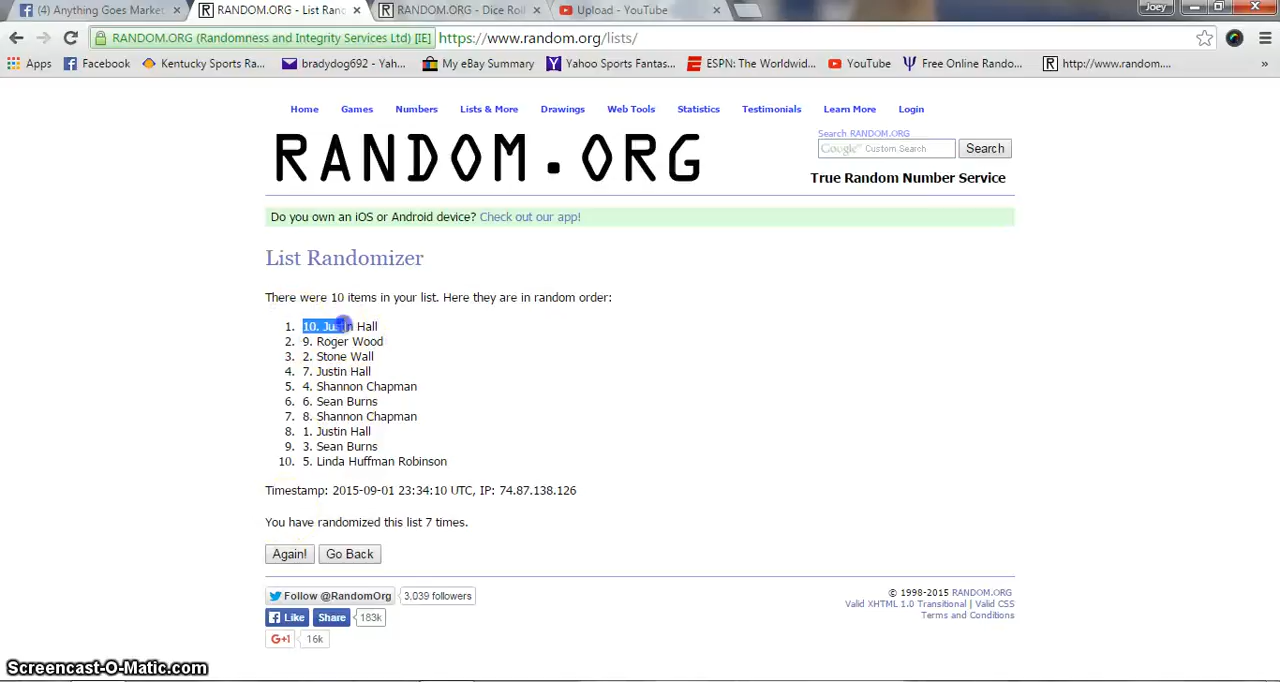 (4) Anything Goes Market
RANDOM.ORG - List Rand
RANDOM.ORG - Dice Roll
Upload - YouTube
Joey
RANDOM.ORG (Randomness and Integrity Services Ltd) [IE]
https://www.random.org/lists/
Apps
Facebook
Kentucky Sports Ra...
bradydog692 - Yah...
My eBay Summary
Yahoo Sports Fantas...
ESPN: The Worldwid...
YouTube
Free Online Rando...
http://www.random....
»
Home Games Numbers Lists & More Drawings Web Tools Statistics Testimonials Learn More Login
RANDOM.ORG
Search RANDOM.ORG
Google™ Custom Search
Search
True Random Number Service
Do you own an iOS or Android device? Check out our app!
List Randomizer
There were 10 items in your list. Here they are in random order:
1. 10. Justin Hall
2. 9. Roger Wood
3. 2. Stone Wall
4. 7. Justin Hall
5. 4. Shannon Chapman
6. 6. Sean Burns
7. 8. Shannon Chapman
8. 1. Justin Hall
9. 3. Sean Burns
10. 5. Linda Huffman Robinson
Timestamp: 2015-09-01 23:34:10 UTC, IP: 74.87.138.126
You have randomized this list 7 times.
Again! Go Back
Follow @RandomOrg
3,039 followers
Like Share 183k
G+1 16k
© 1998-2015 RANDOM.ORG
Valid XHTML 1.0 Transitional | Valid CSS
Terms and Conditions
Screencast-O-Matic.com